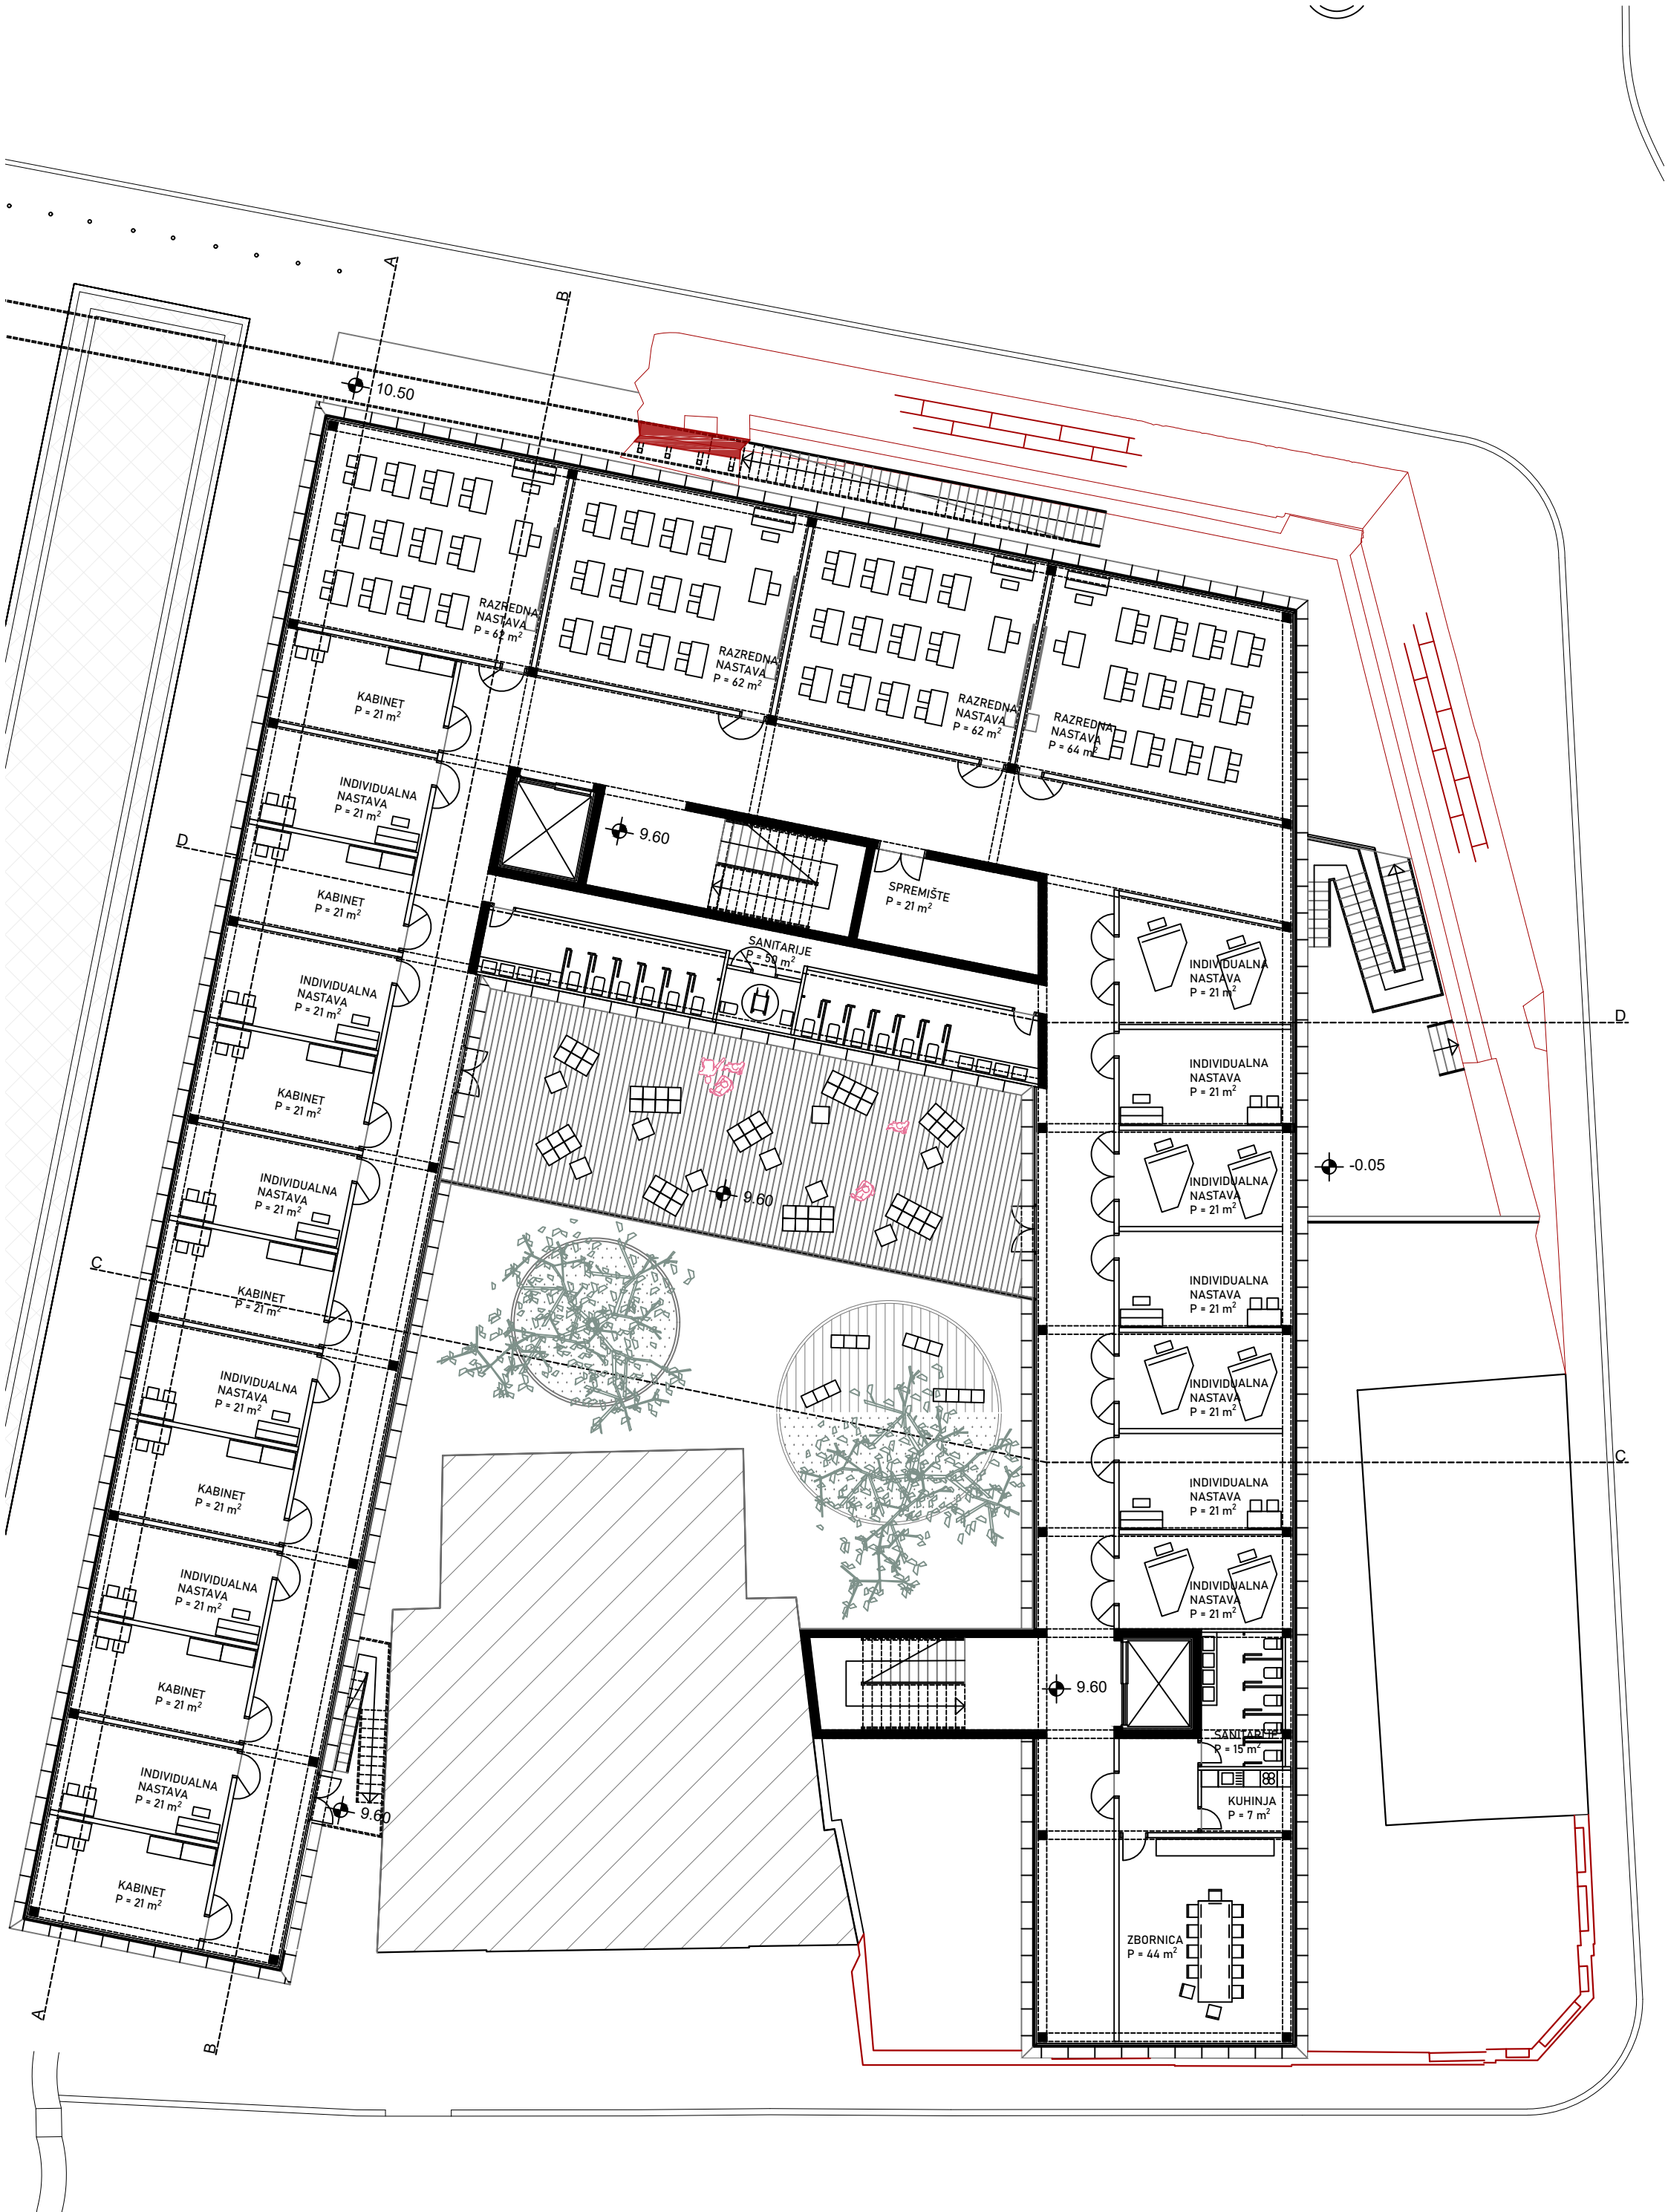 A
B
10.50
RAZREDNA
NASTAVA
P = 62 m²
RAZREDNA
NASTAVA
P = 62 m²
RAZREDNA
NASTAVA
P = 62 m²
RAZREDNA
NASTAVA
P = 64 m²
KABINET
P = 21 m²
INDIVIDUALNA
NASTAVA
P = 21 m²
D
KABINET
P = 21 m²
INDIVIDUALNA
NASTAVA
P = 21 m²
KABINET
P = 21 m²
INDIVIDUALNA
NASTAVA
P = 21 m²
C
KABINET
P = 21 m²
INDIVIDUALNA
NASTAVA
P = 21 m²
KABINET
P = 21 m²
INDIVIDUALNA
NASTAVA
P = 21 m²
KABINET
P = 21 m²
INDIVIDUALNA
NASTAVA
P = 21 m²
KABINET
P = 21 m²
9.60
SPREMIŠTE
P = 21 m²
SANITARIJE
P = 50 m²
9.60
9.60
INDIVIDUALNA
NASTAVA
P = 21 m²
D
INDIVIDUALNA
NASTAVA
P = 21 m²
-0.05
INDIVIDUALNA
NASTAVA
P = 21 m²
INDIVIDUALNA
NASTAVA
P = 21 m²
INDIVIDUALNA
NASTAVA
P = 21 m²
C
INDIVIDUALNA
NASTAVA
P = 21 m²
INDIVIDUALNA
NASTAVA
P = 21 m²
9.60
SANITARIJE
P = 15 m²
KUHINJA
P = 7 m²
ZBORNICA
P = 44 m²
A
B